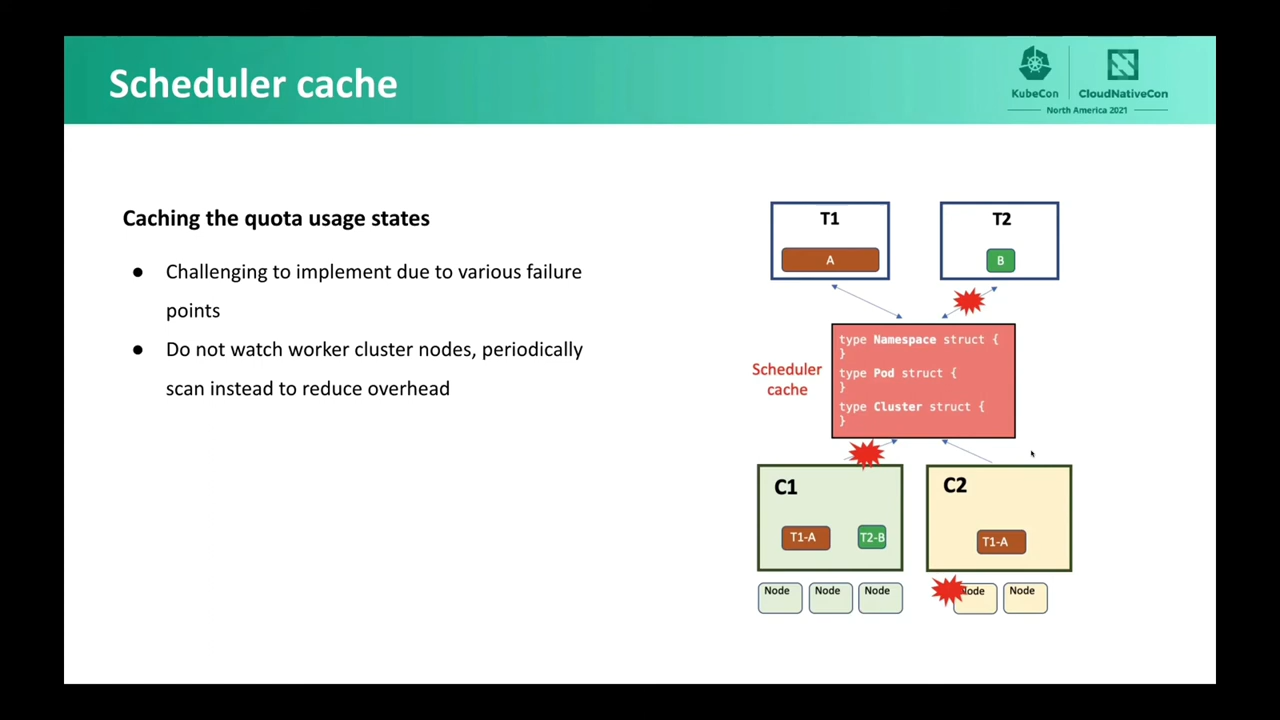 Scheduler cache
KubeCon
CloudNativeCon
North America 2021
Caching the quota usage states
● Challenging to implement due to various failure
points
● Do not watch worker cluster nodes, periodically
scan instead to reduce overhead
T1
A
T2
B
Scheduler
cache
type Namespace struct {
}
type Pod struct {
}
type Cluster struct {
}
C1
T1-A
T2-B
C2
T1-A
Node
Node
Node
Node